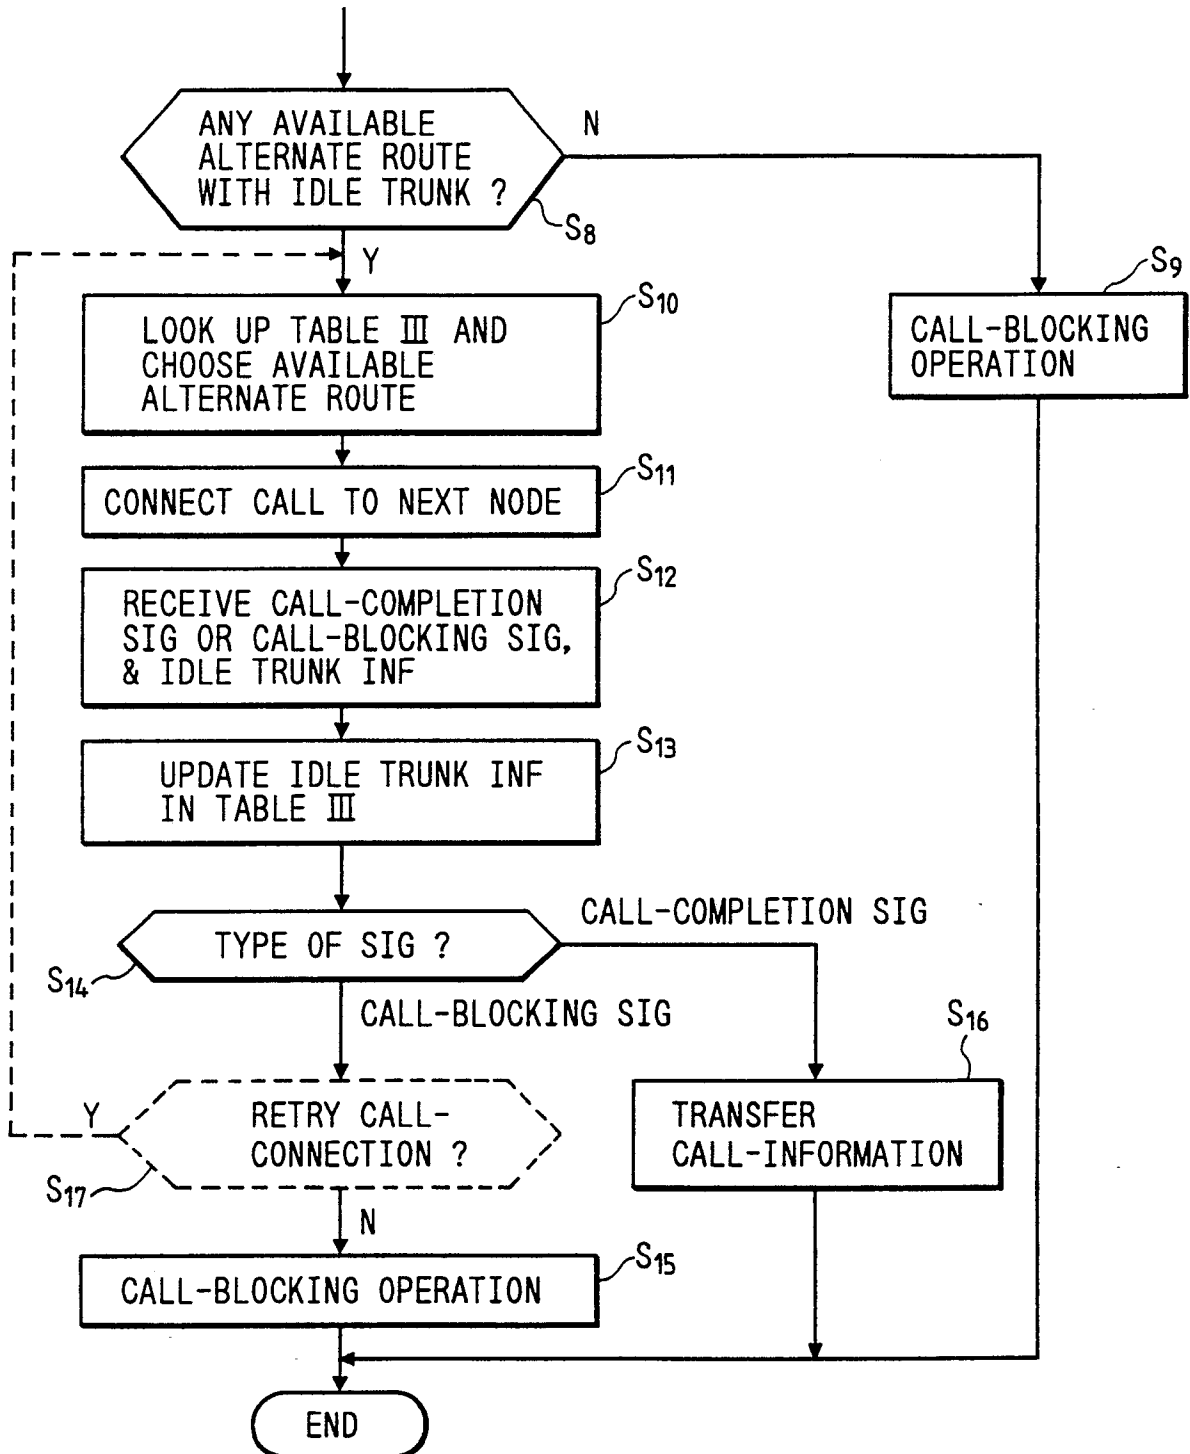 ANY AVAILABLE
ALTERNATE ROUTE
WITH IDLE TRUNK ?
N
S8
Y
S9
CALL-BLOCKING
OPERATION
S10
LOOK UP TABLE III AND
CHOOSE AVAILABLE
ALTERNATE ROUTE
S11
CONNECT CALL TO NEXT NODE
S12
RECEIVE CALL-COMPLETION
SIG OR CALL-BLOCKING SIG,
& IDLE TRUNK INF
S13
UPDATE IDLE TRUNK INF
IN TABLE III
CALL-COMPLETION SIG
TYPE OF SIG ?
S14
CALL-BLOCKING SIG
S16
TRANSFER
CALL-INFORMATION
Y
RETRY CALL-
CONNECTION ?
S17
N
S15
CALL-BLOCKING OPERATION
END